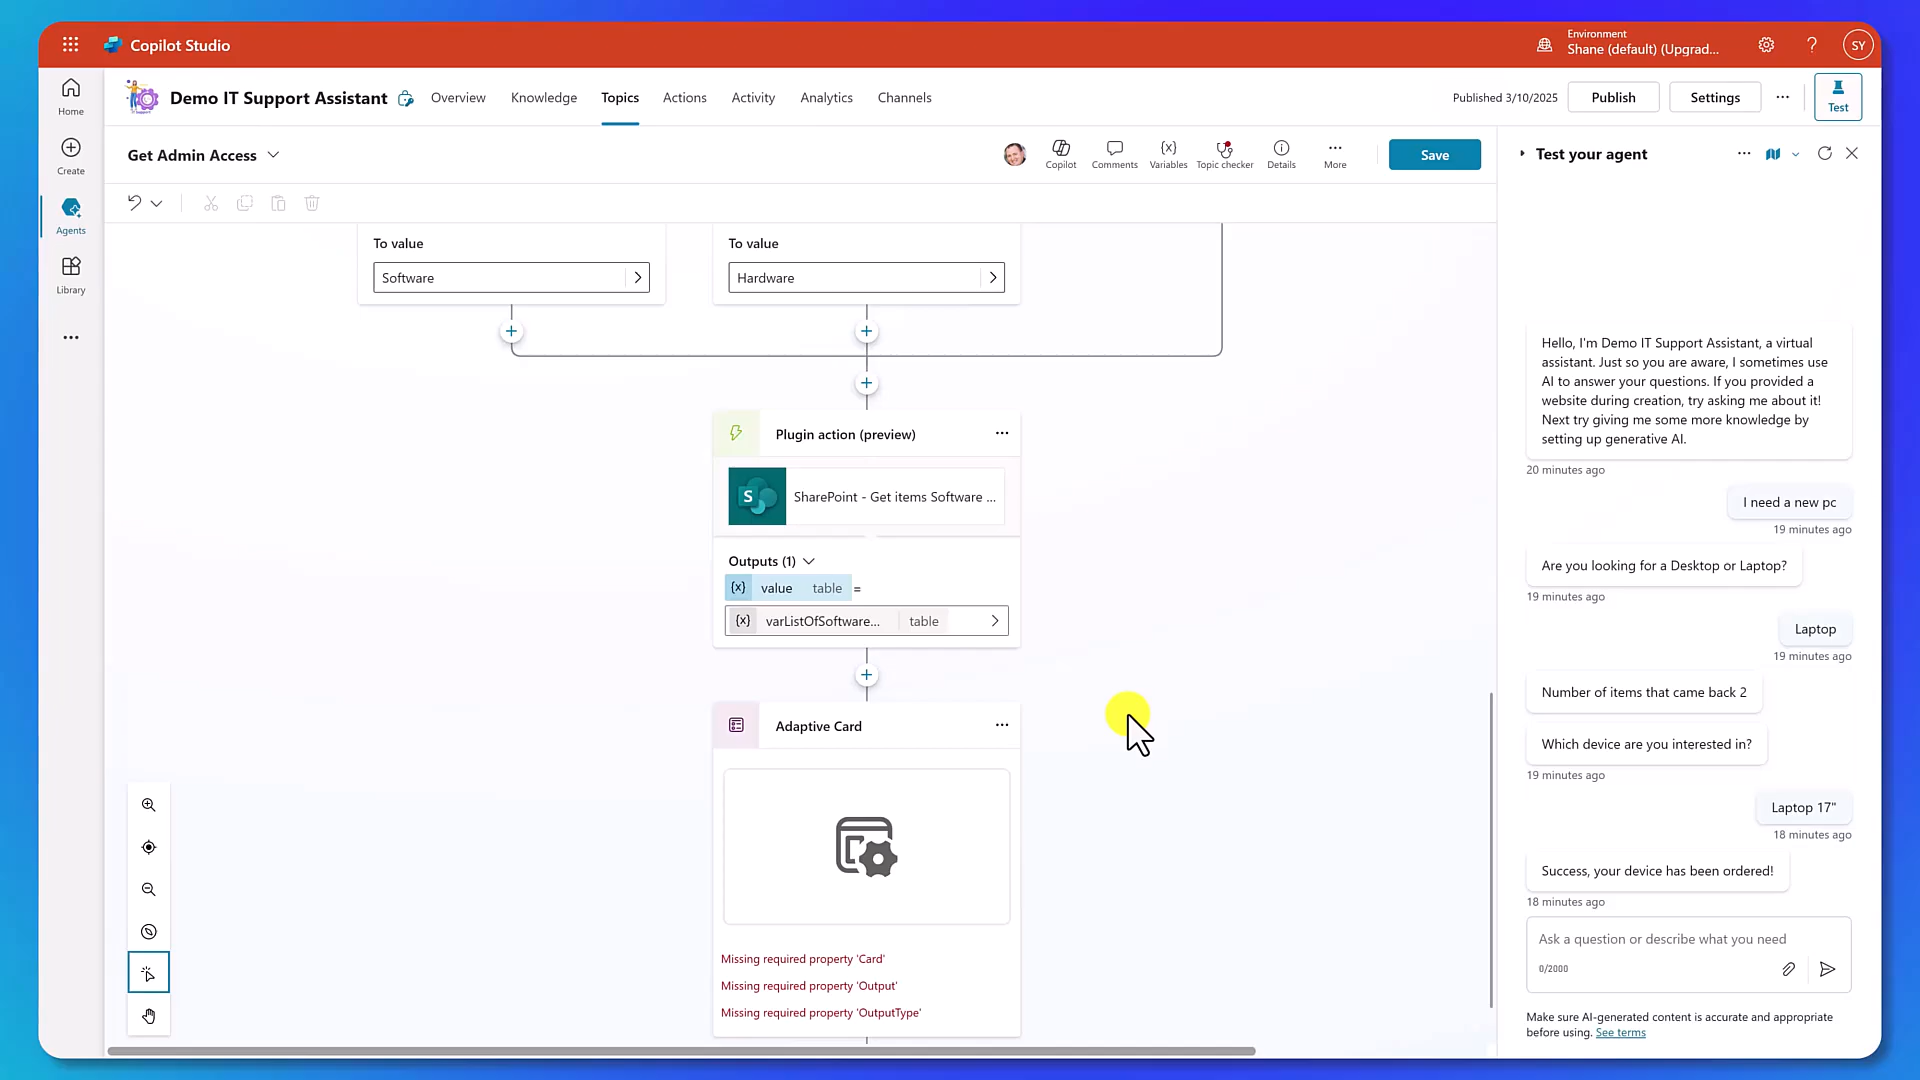 Copilot Studio
Environment
Shane (default) (Upgrad...
SY
Home
Create
Agents
Library
Demo IT Support Assistant
Overview
Knowledge
Topics
Actions
Activity
Analytics
Channels
Published 3/10/2025
Publish
Settings
Test
Get Admin Access
Copilot
Comments
Variables
Topic checker
Details
More
Save
To value
Software
To value
Hardware
Plugin action (preview)
SharePoint - Get items Software ...
Outputs (1)
{x} value table =
{x} varListOfSoftware... table
Adaptive Card
Missing required property 'Card'
Missing required property 'Output'
Missing required property 'OutputType'
Test your agent
Hello, I'm Demo IT Support Assistant, a virtual
assistant. Just so you are aware, I sometimes use
AI to answer your questions. If you provided a
website during creation, try asking me about it!
Next try giving me some more knowledge by
setting up generative AI.
20 minutes ago
I need a new pc
19 minutes ago
Are you looking for a Desktop or Laptop?
19 minutes ago
Laptop
19 minutes ago
Number of items that came back 2
Which device are you interested in?
19 minutes ago
Laptop 17"
18 minutes ago
Success, your device has been ordered!
18 minutes ago
Ask a question or describe what you need
0/2000
Make sure AI-generated content is accurate and appropriate
before using. See terms